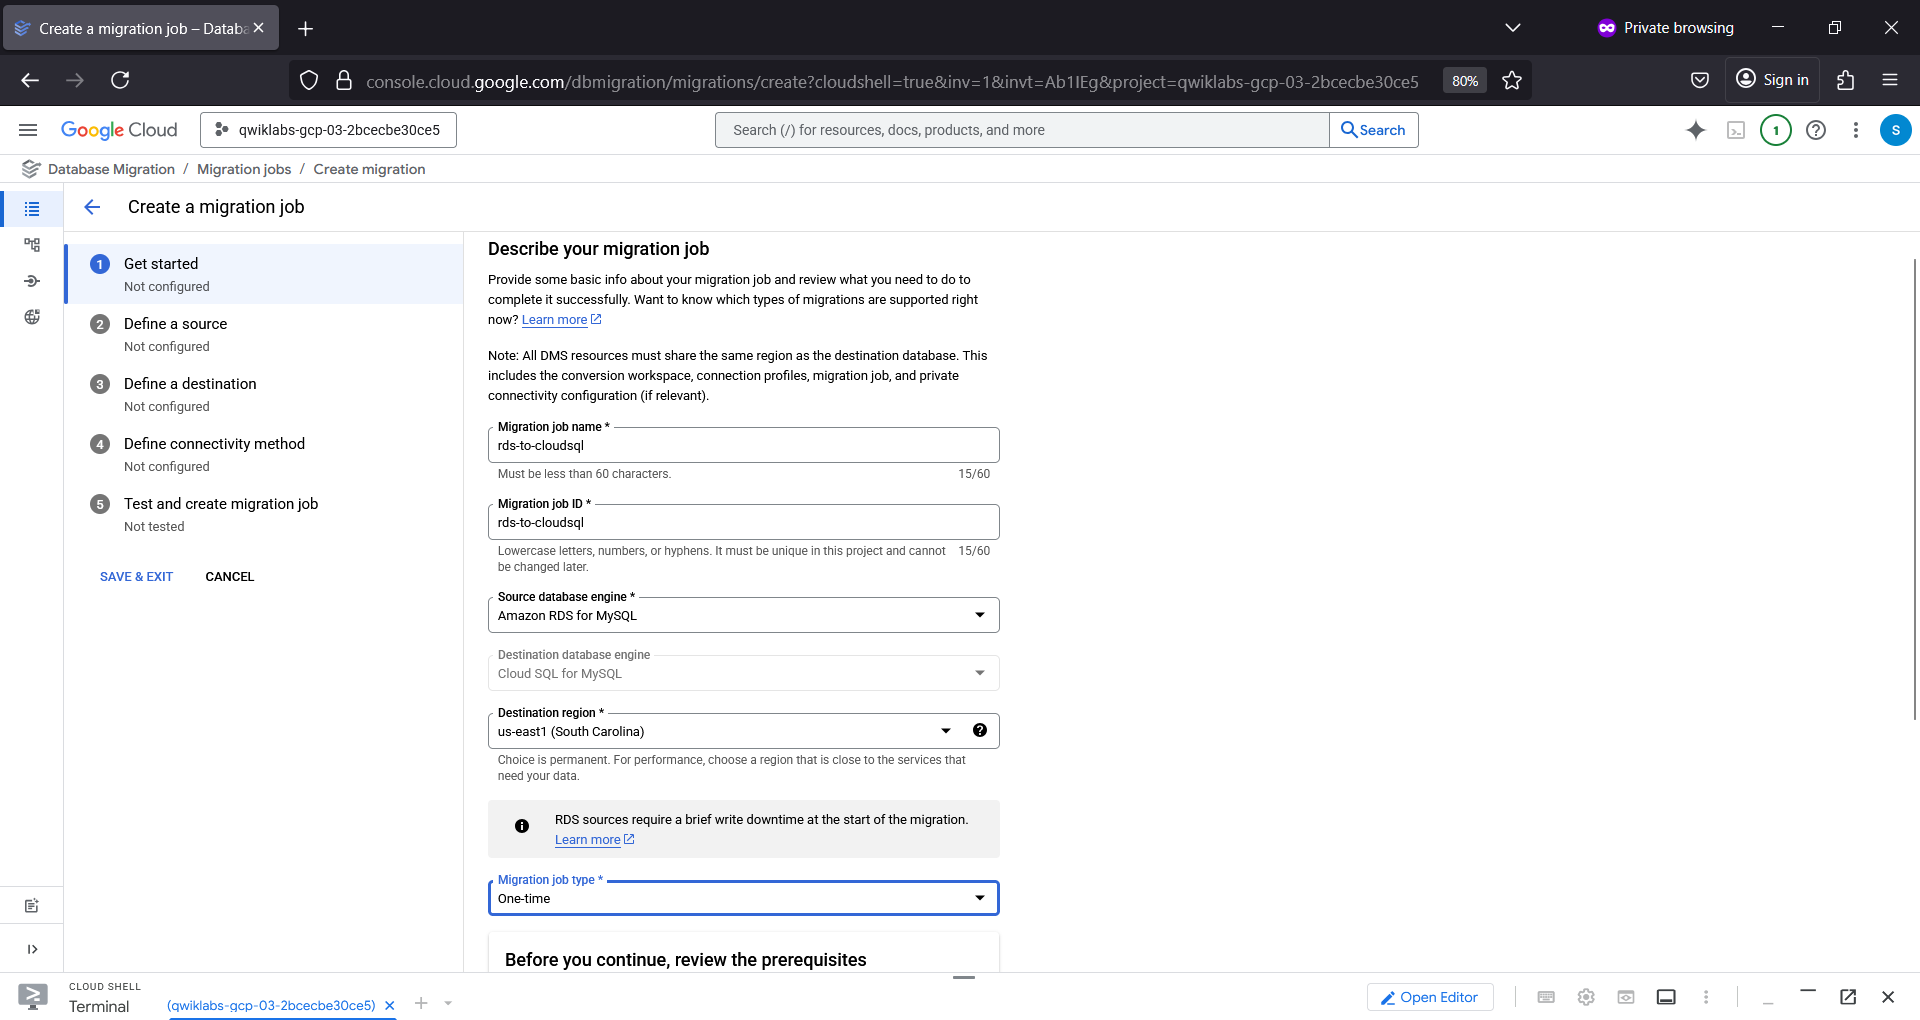 Create a migration job – Databa
Private browsing
console.cloud.google.com/dbmigration/migrations/create?cloudshell=true&inv=1&invt=Ab1IEg&project=qwiklabs-gcp-03-2bcecbe30ce5
80%
Sign in
Google Cloud
qwiklabs-gcp-03-2bcecbe30ce5
Search (/) for resources, docs, products, and more
Search
1
S
Database Migration / Migration jobs / Create migration
Create a migration job
1 Get started
Not configured
2 Define a source
Not configured
3 Define a destination
Not configured
4 Define connectivity method
Not configured
5 Test and create migration job
Not tested
SAVE & EXIT
CANCEL
Describe your migration job
Provide some basic info about your migration job and review what you need to do to
complete it successfully. Want to know which types of migrations are supported right
now? Learn more
Note: All DMS resources must share the same region as the destination database. This
includes the conversion workspace, connection profiles, migration job, and private
connectivity configuration (if relevant).
Migration job name *
rds-to-cloudsql
Must be less than 60 characters. 15/60
Migration job ID *
rds-to-cloudsql
Lowercase letters, numbers, or hyphens. It must be unique in this project and cannot 15/60
be changed later.
Source database engine *
Amazon RDS for MySQL
Destination database engine
Cloud SQL for MySQL
Destination region *
us-east1 (South Carolina)
Choice is permanent. For performance, choose a region that is close to the services that
need your data.
RDS sources require a brief write downtime at the start of the migration.
Learn more
Migration job type *
One-time
Before you continue, review the prerequisites
CLOUD SHELL
Terminal
(qwiklabs-gcp-03-2bcecbe30ce5)
Open Editor